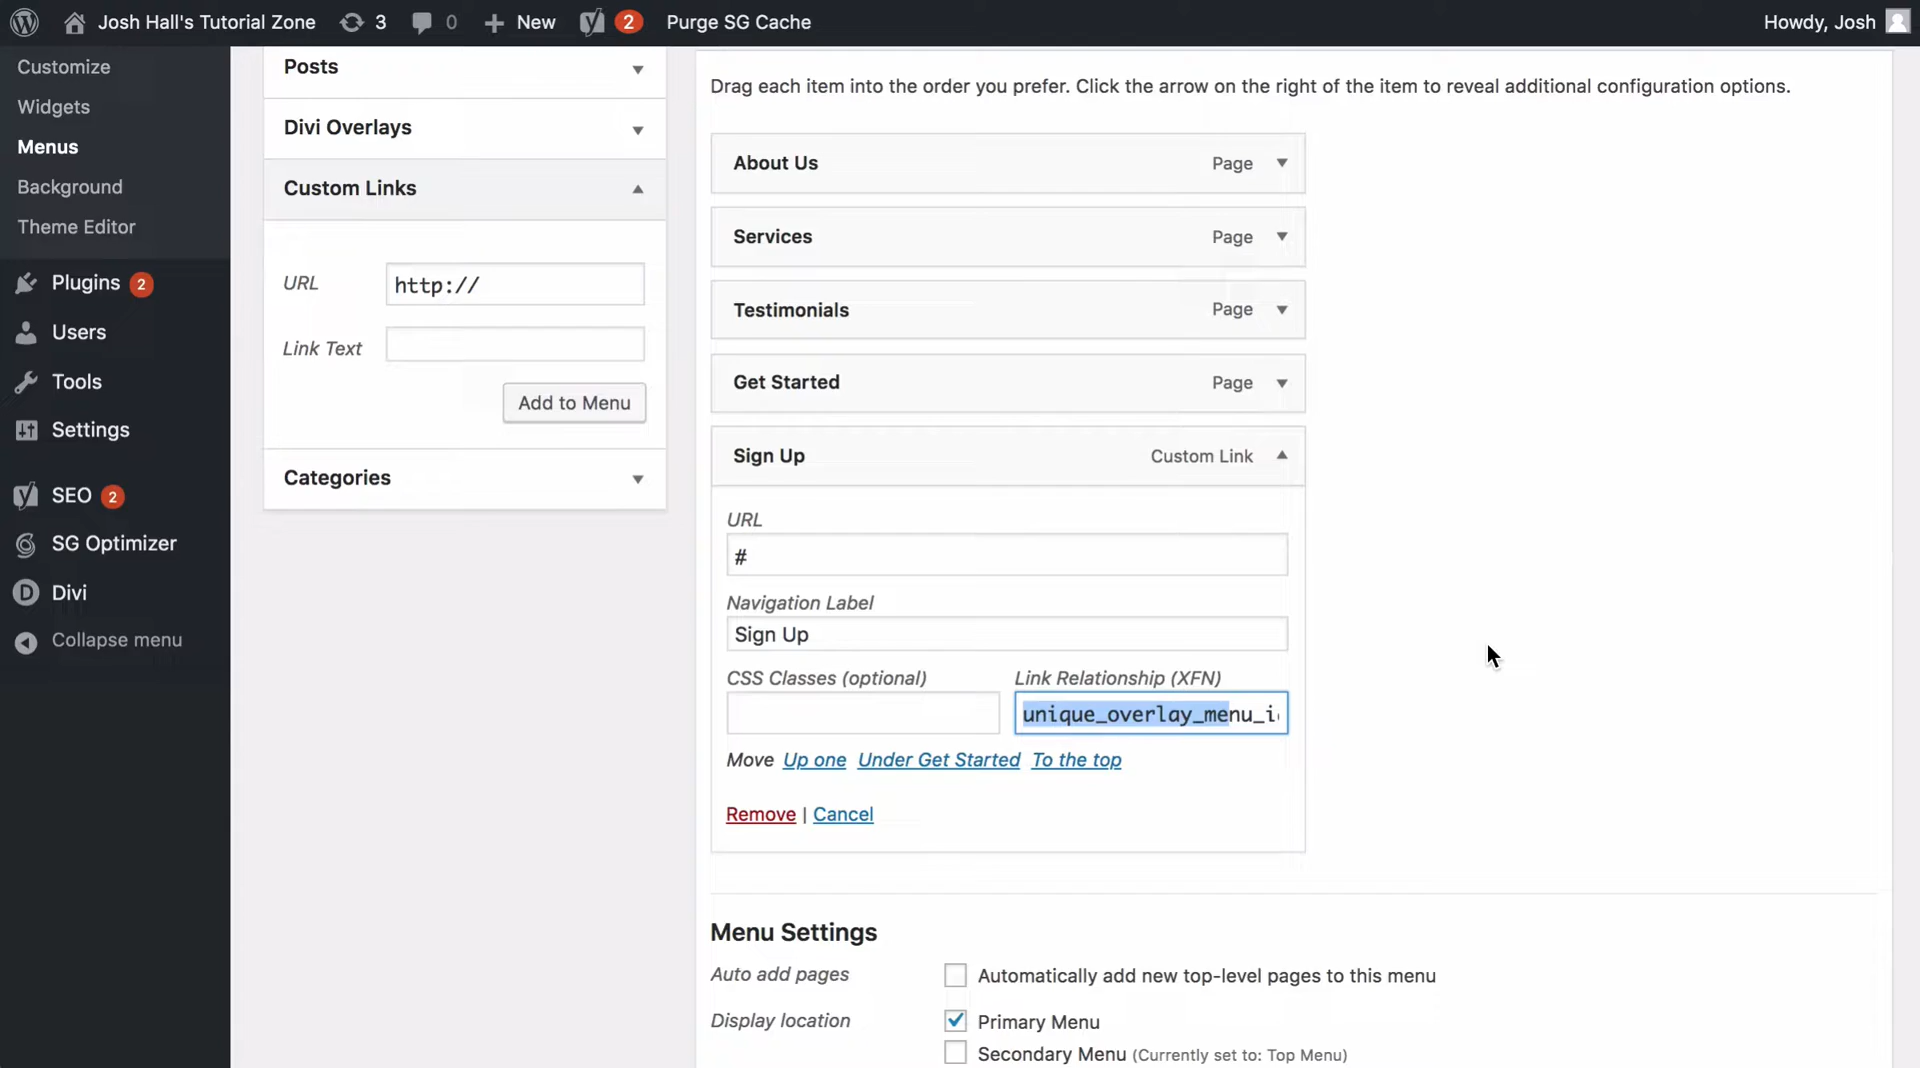 Josh Hall's Tutorial Zone 3 0 New 2 Purge SG Cache Howdy, Josh
Customize
Widgets
Menus
Background
Theme Editor
Plugins 2
Users
Tools
Settings
SEO 2
SG Optimizer
Divi
Collapse menu
Posts
Divi Overlays
Custom Links
URL http://
Link Text
Add to Menu
Categories
Drag each item into the order you prefer. Click the arrow on the right of the item to reveal additional configuration options.
About Us Page
Services Page
Testimonials Page
Get Started Page
Sign Up Custom Link
URL
#
Navigation Label
Sign Up
CSS Classes (optional) Link Relationship (XFN)
unique_overlay_menu_i
Move Up one Under Get Started To the top
Remove | Cancel
Menu Settings
Auto add pages Automatically add new top-level pages to this menu
Display location Primary Menu
Secondary Menu (Currently set to: Top Menu)